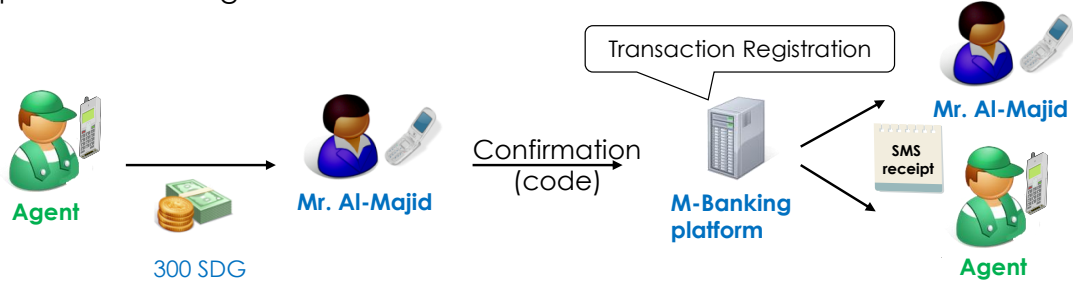 Transaction Registration
Mr. Al-Majid
Confirmation
(code)
SMS
receipt
Agent
Mr. Al-Majid
M-Banking
platform
300 SDG
Agent